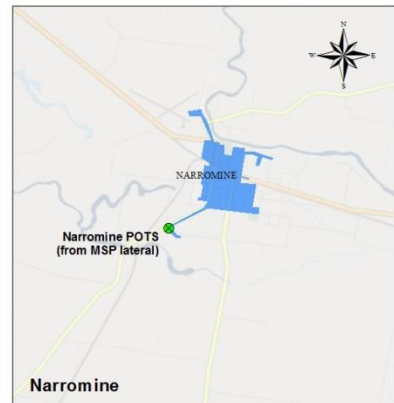 N
W E
S
NARROMINE
Narromine POTS
(from MSP lateral)
Narromine